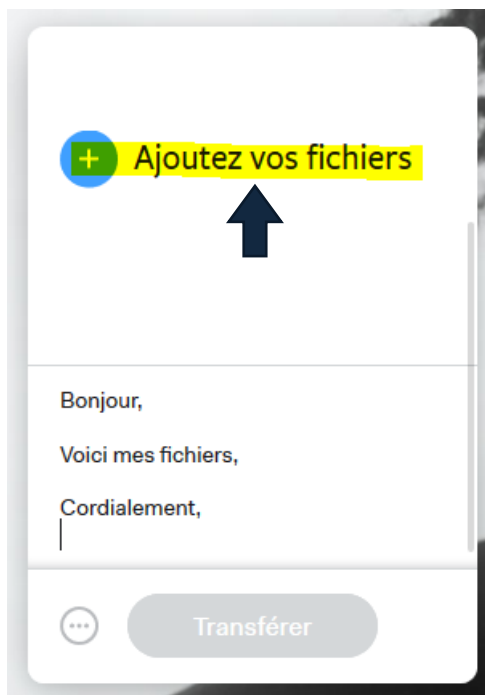 + Ajoutez vos fichiers
Bonjour,
Voici mes fichiers,
Cordialement,
Transférer